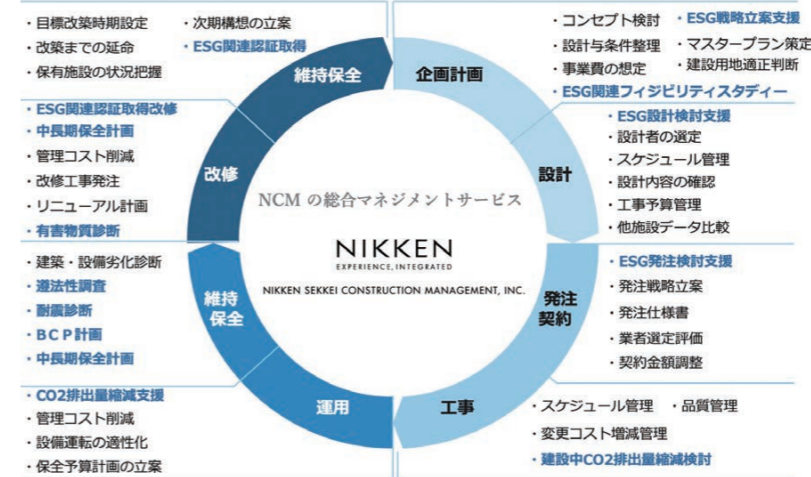 ・目標改築時期設定 ・次期構想の立案
・改築までの延命 ・ESG関連認証取得
・保有施設の状況把握
維持保全
企画計画
・コンセプト検討 ・ESG戦略立案支援
・設計与条件整理 ・マスタープラン策定
・事業費の想定 ・建設用地適正判断
・ESG関連フィジビリティスタディー
・ESG関連認証取得改修
・中長期保全計画
・管理コスト削減
・改修工事発注
・リニューアル計画
・有害物質診断
改修
設計
・ESG設計検討支援
・設計者の選定
・スケジュール管理
・設計内容の確認
・工事予算管理
・他施設データ比較
NCM の総合マネジメントサービス
NIKKEN
EXPERIENCE, INTEGRATED
NIKKEN SEKKEI CONSTRUCTION MANAGEMENT, INC.
・建築・設備劣化診断
・遵法性調査
・耐震診断
・BCP計画
・中長期保全計画
維持
保全
発注
契約
・ESG発注検討支援
・発注戦略立案
・発注仕様書
・業者選定評価
・契約金額調整
・CO2排出量縮減支援
・管理コスト削減
・設備運転の適性化
・保全予算計画の立案
運用
工事
・スケジュール管理 ・品質管理
・変更コスト増減管理
・建設中CO2排出量縮減検討